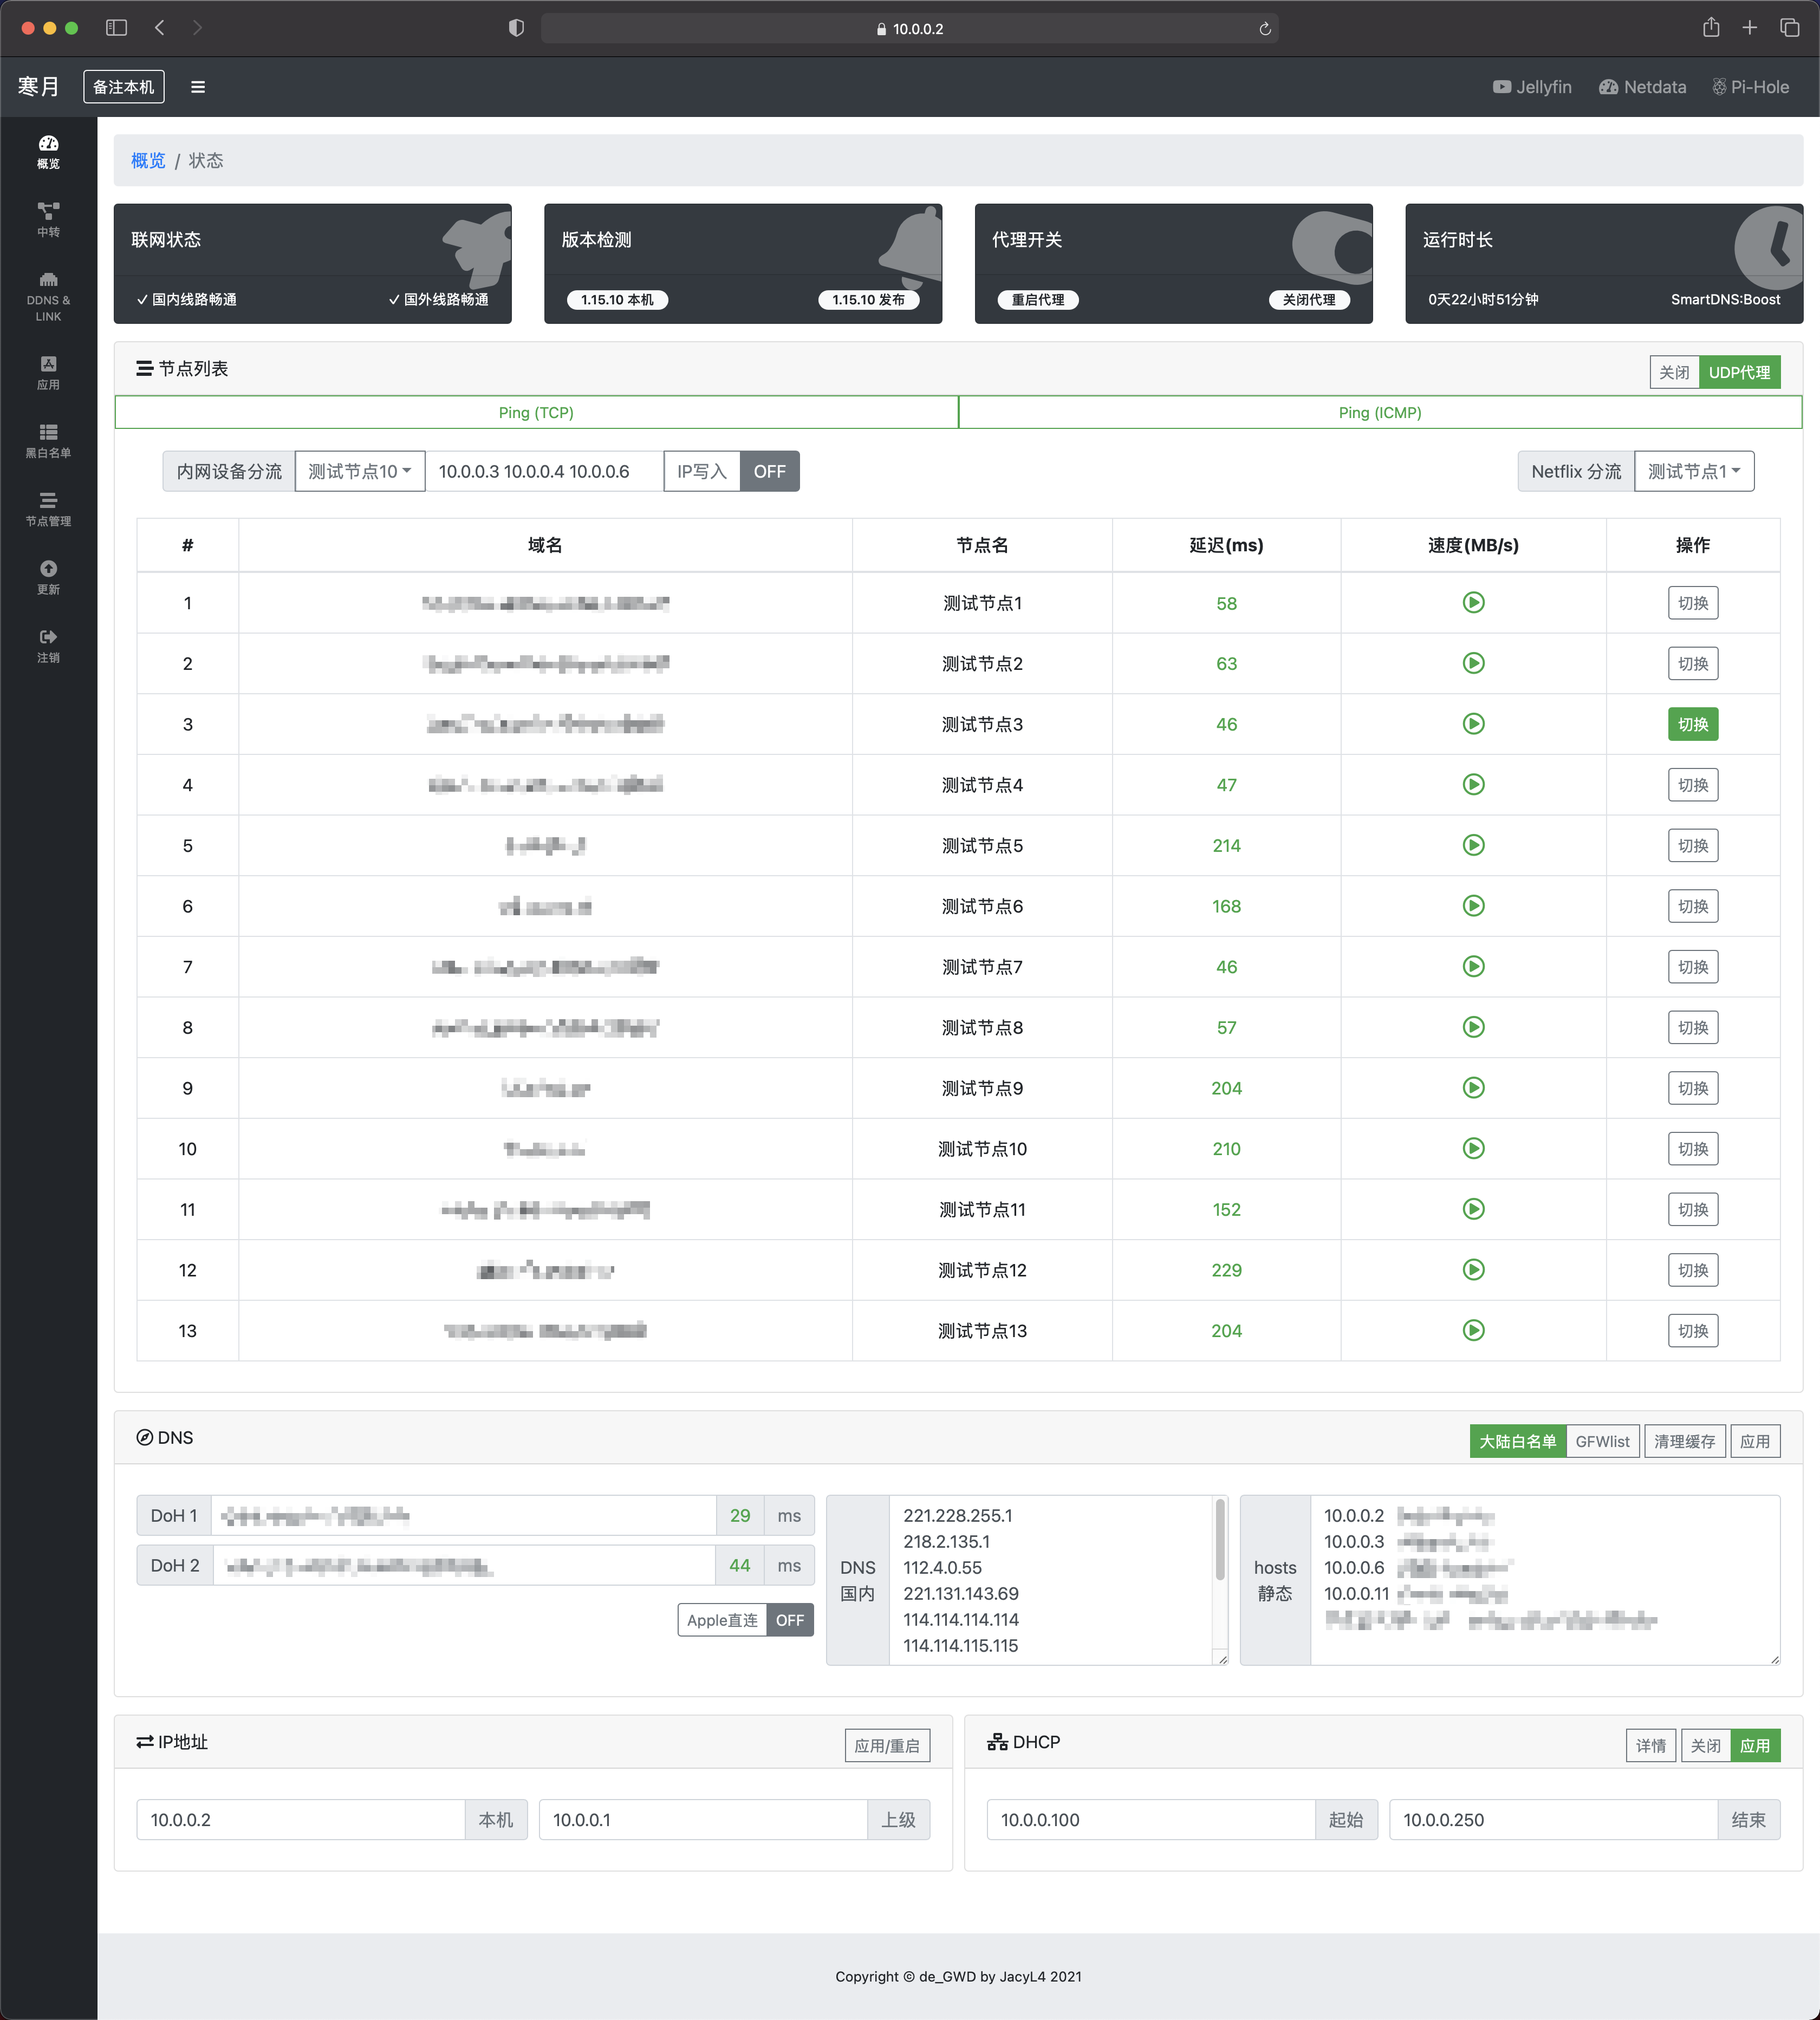 10.0.0.2
寒月 备注本机 Jellyfin Netdata Pi-Hole
概览
中转
DDNS &
LINK
应用
黑白名单
节点管理
更新
注销
概览 / 状态
联网状态
国内线路畅通 国外线路畅通
版本检测
1.15.10 本机 1.15.10 发布
代理开关
重启代理 关闭代理
运行时长
0天22小时51分钟 SmartDNS:Boost
节点列表 关闭 UDP代理
Ping (TCP) Ping (ICMP)
内网设备分流 测试节点10 10.0.0.3 10.0.0.4 10.0.0.6 IP写入 OFF Netflix 分流 测试节点1
# 域名 节点名 延迟(ms) 速度(MB/s) 操作
1 测试节点1 58 切换
2 测试节点2 63 切换
3 测试节点3 46 切换
4 测试节点4 47 切换
5 测试节点5 214 切换
6 测试节点6 168 切换
7 测试节点7 46 切换
8 测试节点8 57 切换
9 测试节点9 204 切换
10 测试节点10 210 切换
11 测试节点11 152 切换
12 测试节点12 229 切换
13 测试节点13 204 切换
DNS 大陆白名单 GFWlist 清理缓存 应用
DoH 1 29 ms
DoH 2 44 ms
Apple直连 OFF
DNS
国内
221.228.255.1
218.2.135.1
112.4.0.55
221.131.143.69
114.114.114.114
114.114.115.115
hosts
静态
10.0.0.2
10.0.0.3
10.0.0.6
10.0.0.11
IP地址 应用/重启
10.0.0.2 本机 10.0.0.1 上级
DHCP 详情 关闭 应用
10.0.0.100 起始 10.0.0.250 结束
Copyright © de_GWD by JacyL4 2021